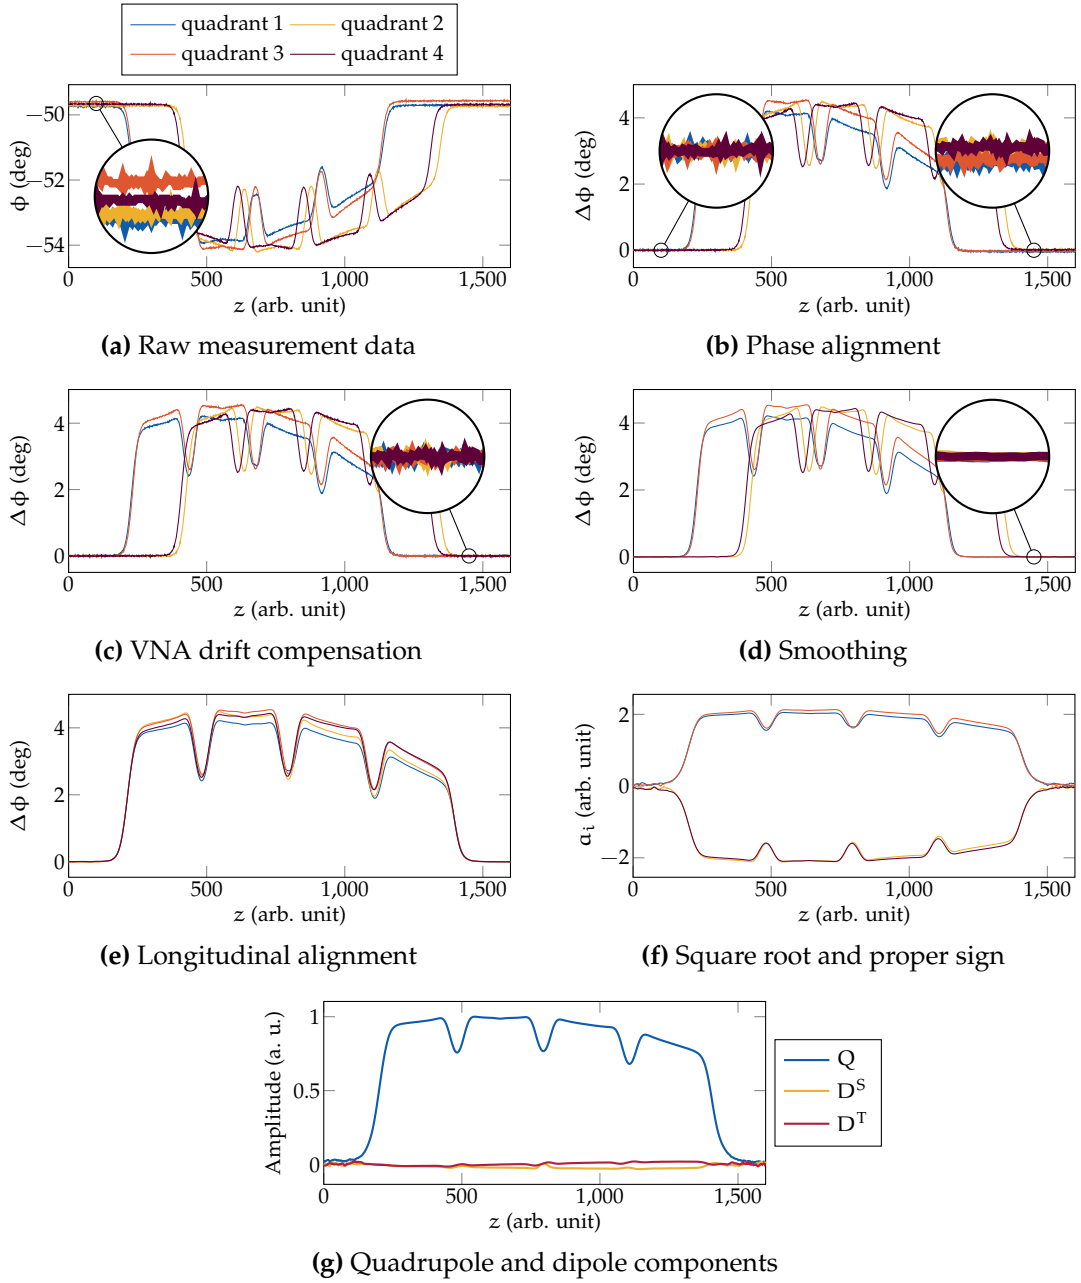 quadrant 1 quadrant 2
quadrant 3 quadrant 4
−50
−52
−54
ϕ (deg)
0 500 1,000 1,500
z (arb. unit)
(a) Raw measurement data
4
2
0
Δϕ (deg)
0 500 1,000 1,500
z (arb. unit)
(b) Phase alignment
4
2
0
Δϕ (deg)
0 500 1,000 1,500
z (arb. unit)
(c) VNA drift compensation
4
2
0
Δϕ (deg)
0 500 1,000 1,500
z (arb. unit)
(d) Smoothing
4
2
0
Δϕ (deg)
0 500 1,000 1,500
z (arb. unit)
(e) Longitudinal alignment
2
0
−2
a_i (arb. unit)
0 500 1,000 1,500
z (arb. unit)
(f) Square root and proper sign
1
0.5
0
Amplitude (a. u.)
0 500 1,000 1,500
z (arb. unit)
Q
D^S
D^T
(g) Quadrupole and dipole components